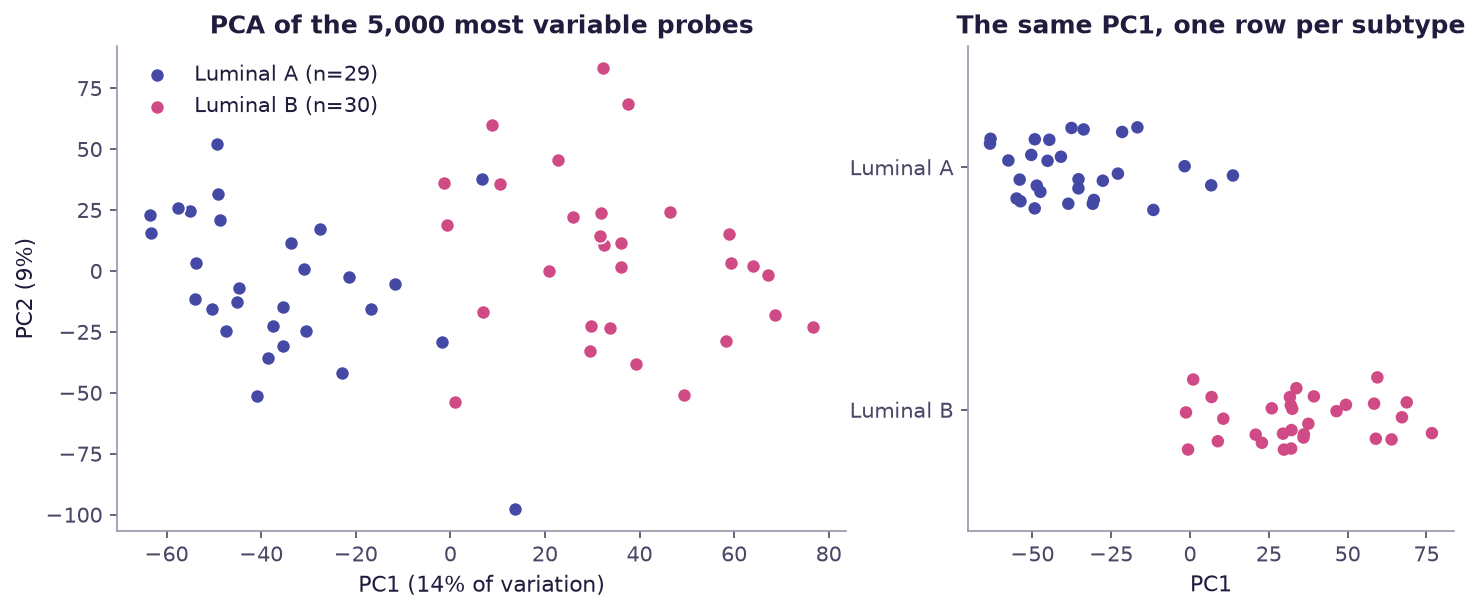 PCA of the 5,000 most variable probes
Luminal A (n=29)
Luminal B (n=30)
75
50
25
0
−25
−50
−75
−100
PC2 (9%)
−60
−40
−20
0
20
40
60
80
PC1 (14% of variation)
The same PC1, one row per subtype
Luminal A
Luminal B
−50
−25
0
25
50
75
PC1